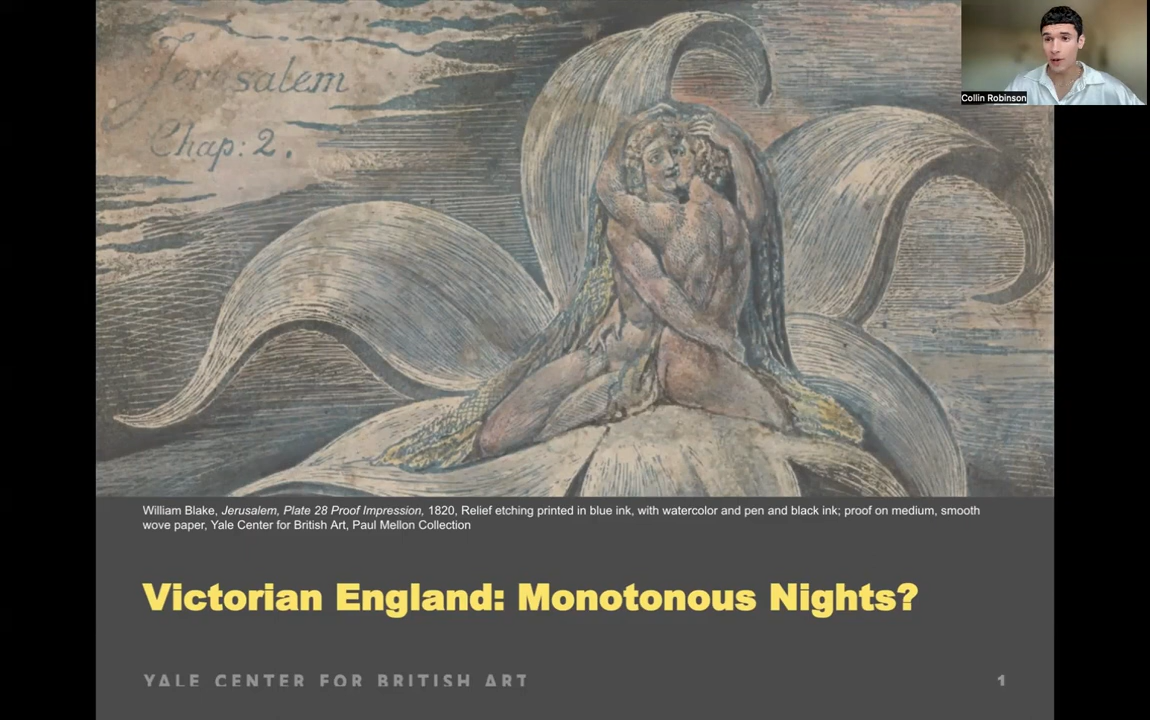 Jerusalem
Chap: 2.
Collin Robinson
William Blake, Jerusalem, Plate 28 Proof Impression, 1820, Relief etching printed in blue ink, with watercolor and pen and black ink; proof on medium, smooth
wove paper, Yale Center for British Art, Paul Mellon Collection
Victorian England: Monotonous Nights?
YALE CENTER FOR BRITISH ART
1